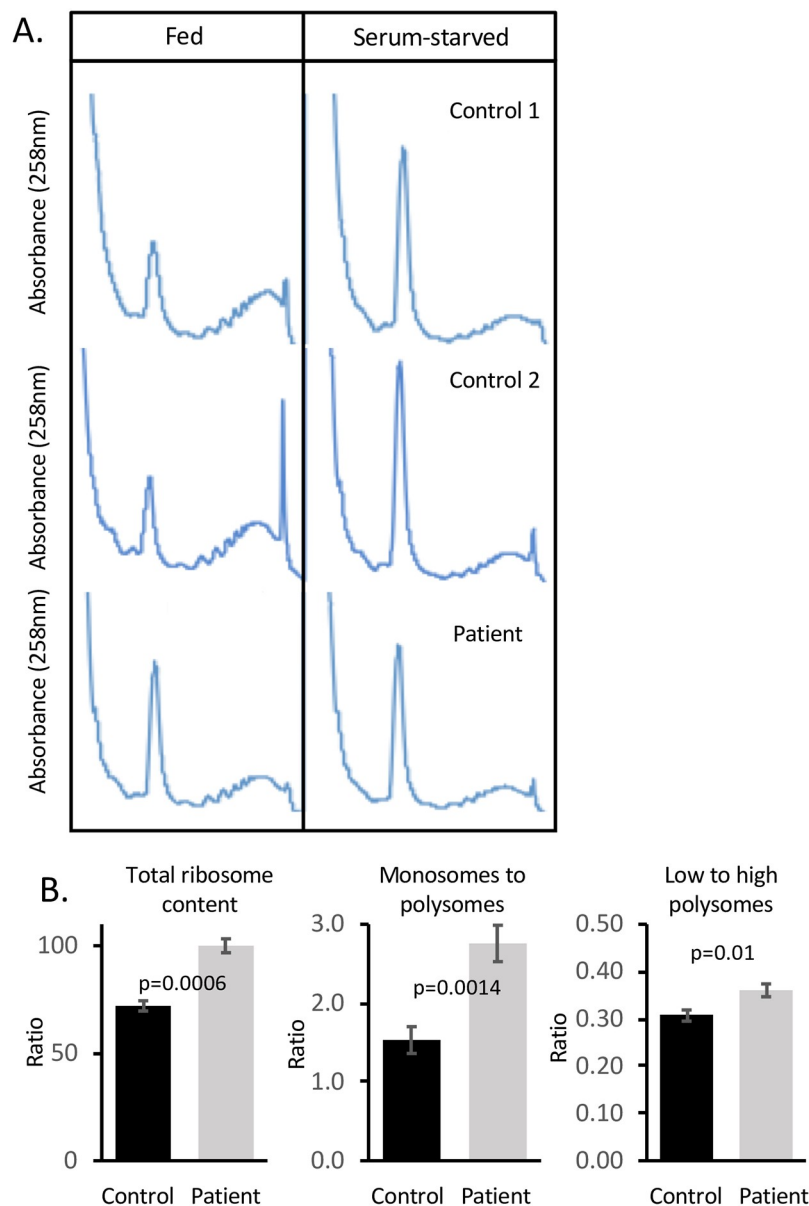 A.
Fed
Serum-starved
Absorbance (258nm)
Control 1
Absorbance (258nm)
Control 2
Absorbance (258nm)
Patient
B.
Total ribosome
content
Ratio
100
50
0
p=0.0006
Control
Patient
Monosomes to
polysomes
Ratio
3.0
2.0
1.0
0.0
p=0.0014
Control
Patient
Low to high
polysomes
Ratio
0.50
0.40
0.30
0.20
0.10
0.00
p=0.01
Control
Patient